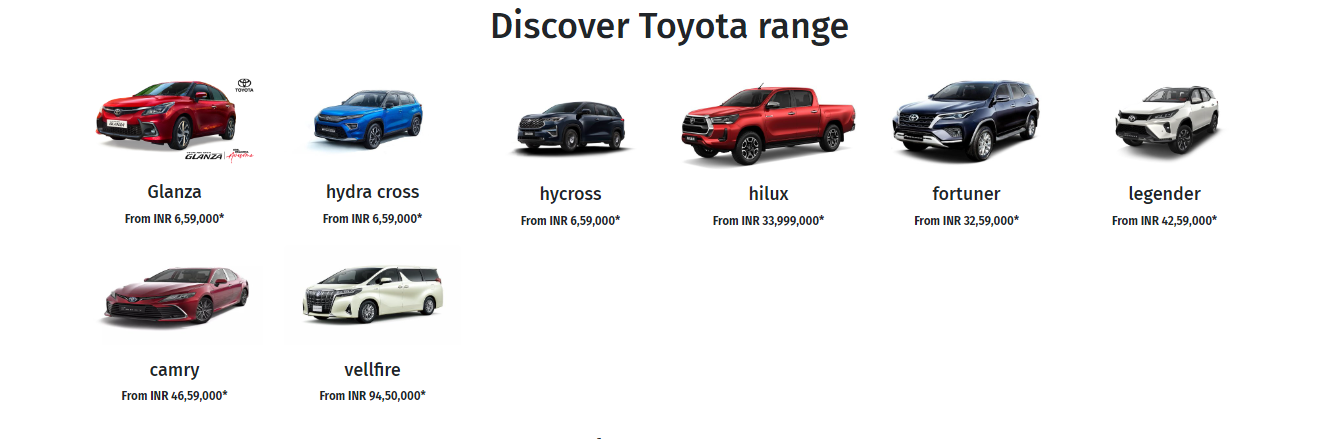 Discover Toyota range
TOYOTA
GLANZA
GLANZA
Glanza
From INR 6,59,000*
hydra cross
From INR 6,59,000*
hycross
From INR 6,59,000*
hilux
From INR 33,999,000*
fortuner
From INR 32,59,000*
legender
From INR 42,59,000*
camry
From INR 46,59,000*
vellfire
From INR 94,50,000*